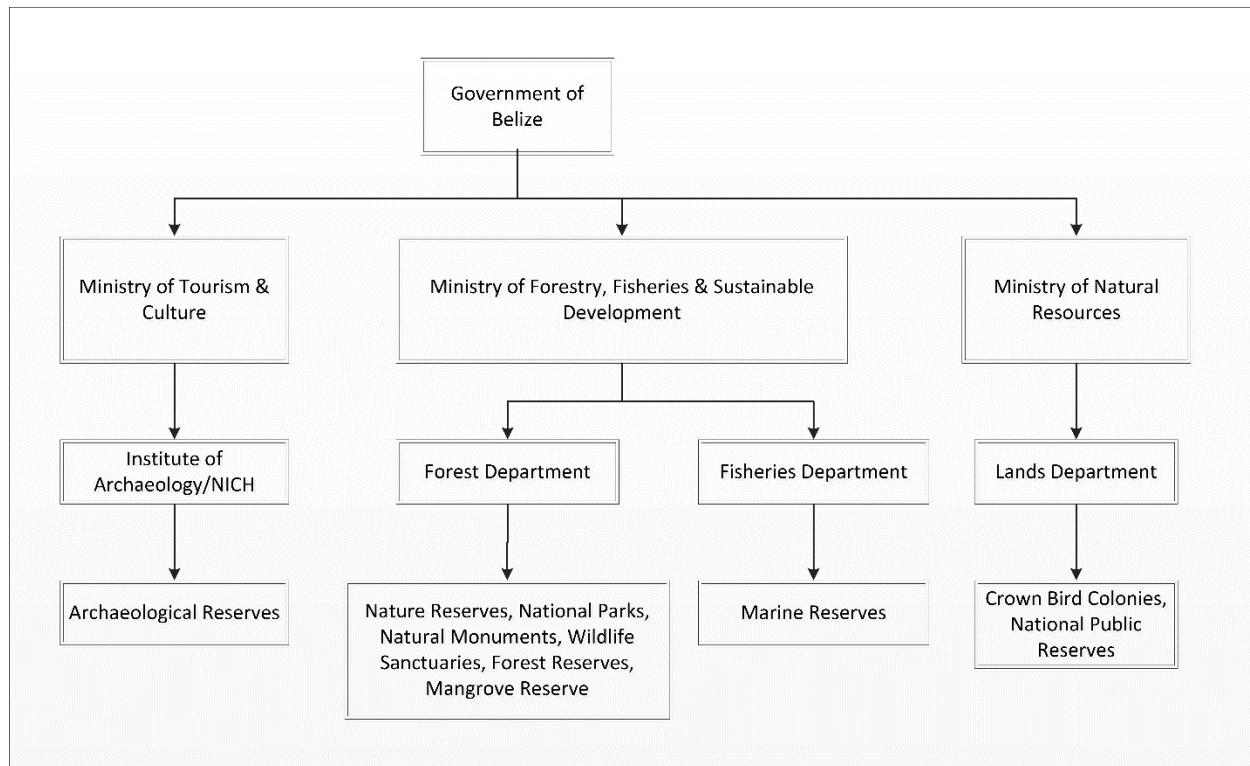 Government of
Belize
Ministry of Tourism &
Culture
Ministry of Forestry, Fisheries & Sustainable
Development
Ministry of Natural
Resources
Institute of
Archaeology/NICH
Forest Department
Fisheries Department
Lands Department
Archaeological Reserves
Nature Reserves, National Parks,
Natural Monuments, Wildlife
Sanctuaries, Forest Reserves,
Mangrove Reserve
Marine Reserves
Crown Bird Colonies,
National Public
Reserves